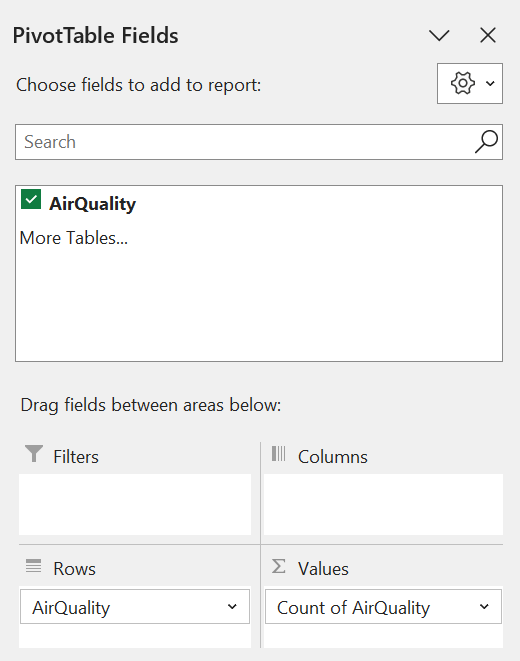 PivotTable Fields
Choose fields to add to report:
Search
AirQuality
More Tables...
Drag fields between areas below:
Filters
Columns
Rows
Values
AirQuality
Count of AirQuality